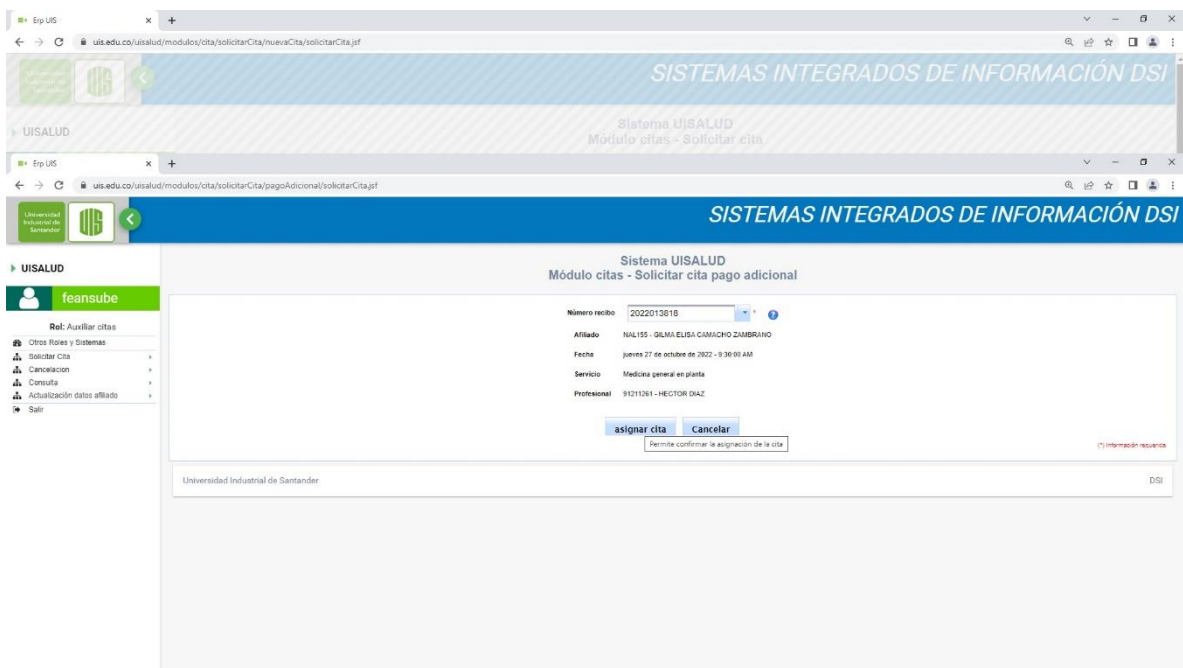 Erp UIS
uis.edu.co/uisalud/modulos/cita/solicitarCita/nuevaCita/solicitarCita.jsf
Universidad Industrial de Santander
UIS
SISTEMAS INTEGRADOS DE INFORMACIÓN DSI
UISALUD
Sistema UISALUD
Módulo citas - Solicitar cita
Erp UIS
uis.edu.co/uisalud/modulos/cita/solicitarCita/pagoAdicional/solicitarCita.jsf
Universidad
Industrial de
Santander
UIS
SISTEMAS INTEGRADOS DE INFORMACIÓN DSI
UISALUD
Sistema UISALUD
Módulo citas - Solicitar cita pago adicional
feansube
Rol: Auxiliar citas
Otros Roles y Sistemas
Solicitar Cita
Cancelacion
Consulta
Actualización datos afiliado
Salir
Número recibo 2022013818 * ?
Afiliado NAL155 - GILMA ELISA CAMACHO ZAMBRANO
Fecha jueves 27 de octubre de 2022 - 9:30:00 AM
Servicio Medicina general en planta
Profesional 91211261 - HECTOR DIAZ
asignar cita Cancelar
Permite confirmar la asignación de la cita
(*) Información requerida
Universidad Industrial de Santander DSI